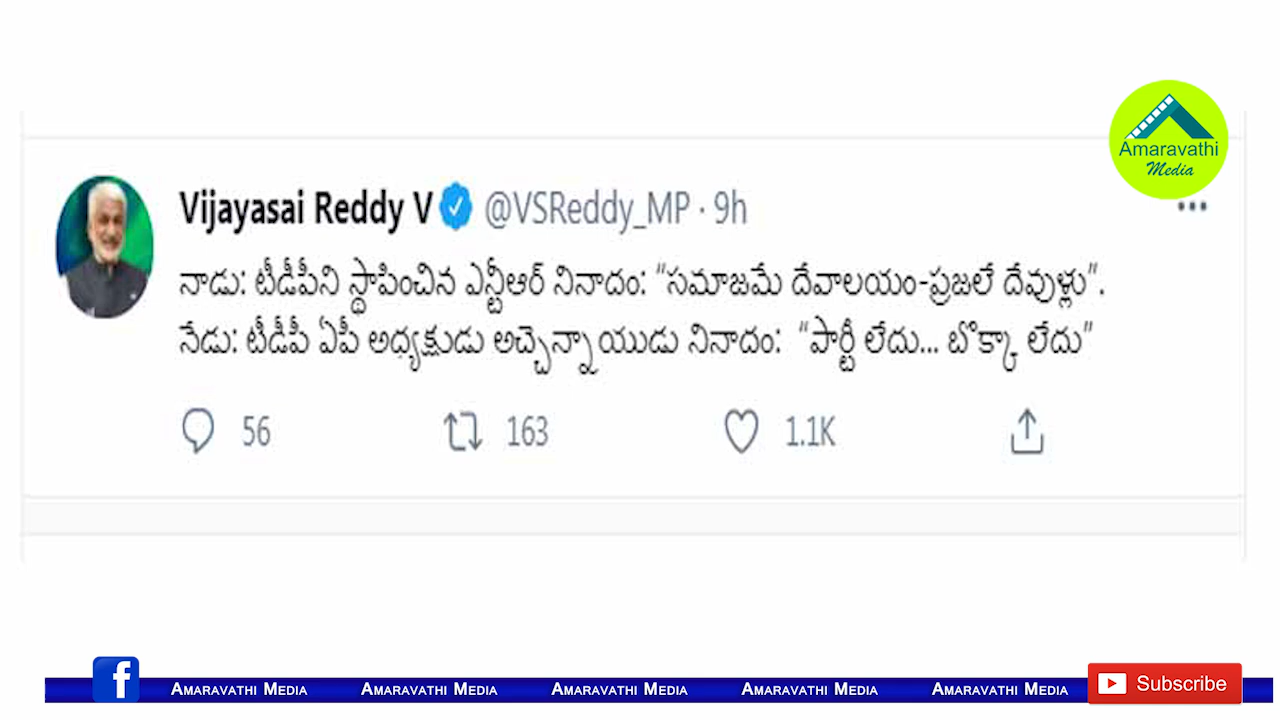 Amaravathi
Media
Vijayasai Reddy V @VSReddy_MP · 9h
నాడు: టీడీపీని స్థాపించిన ఎన్టీఆర్ నినాదం: “సమాజమే దేవాలయం-ప్రజలే దేవుళ్లు”.
నేడు: టీడీపీ ఏపీ అధ్యక్షుడు అచ్చెన్నాయుడు నినాదం: “పార్టీ లేదు... బొక్కా లేదు”
56 163 1.1K
Amaravathi Media Amaravathi Media Amaravathi Media Amaravathi Media Amaravathi Media Subscribe